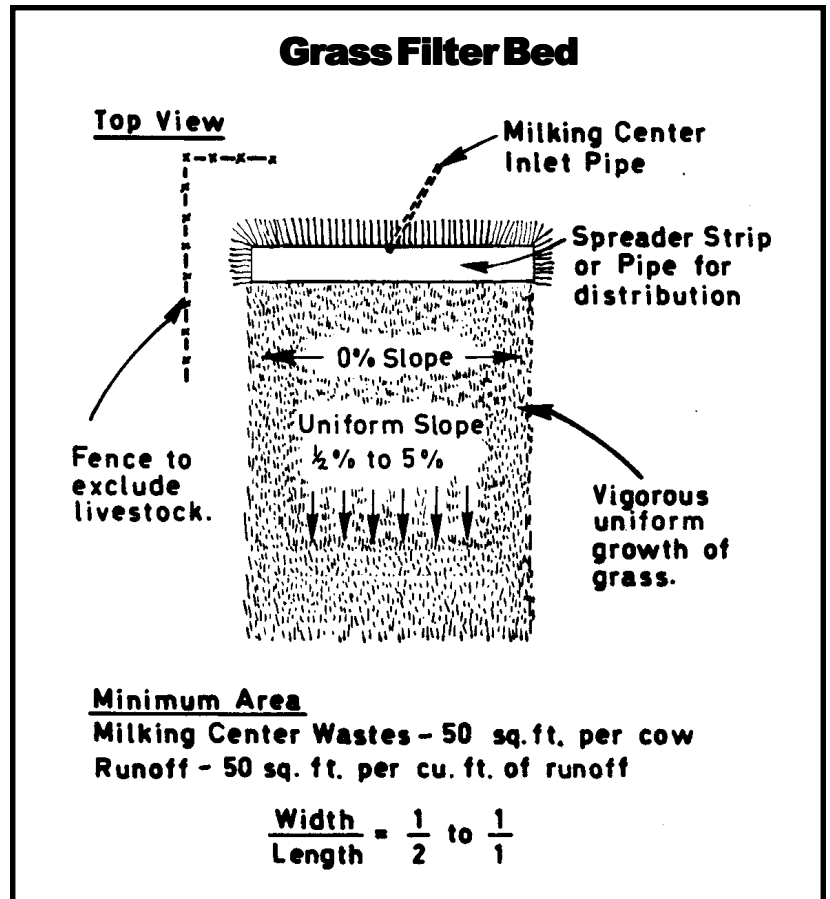 Grass Filter Bed
Top View
Milking Center
Inlet Pipe
Spreader Strip
or Pipe for
distribution
0% Slope
Uniform Slope
½% to 5%
Fence to
exclude
livestock.
Vigorous
uniform
growth of
grass.
Minimum Area
Milking Center Wastes - 50 sq. ft. per cow
Runoff - 50 sq. ft. per cu. ft. of runoff
Width / Length = 1/2 to 1/1